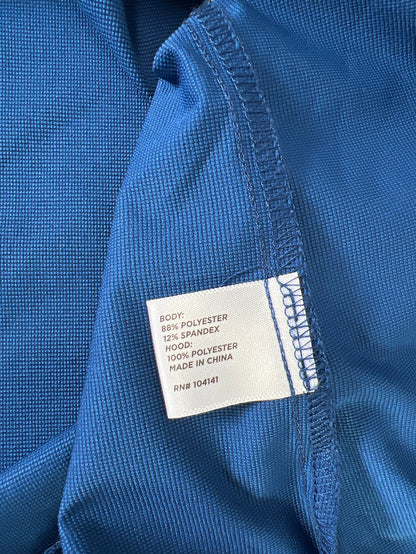 BODY:
88% POLYESTER
12% SPANDEX
HOOD:
100% POLYESTER
MADE IN CHINA
RN# 104141